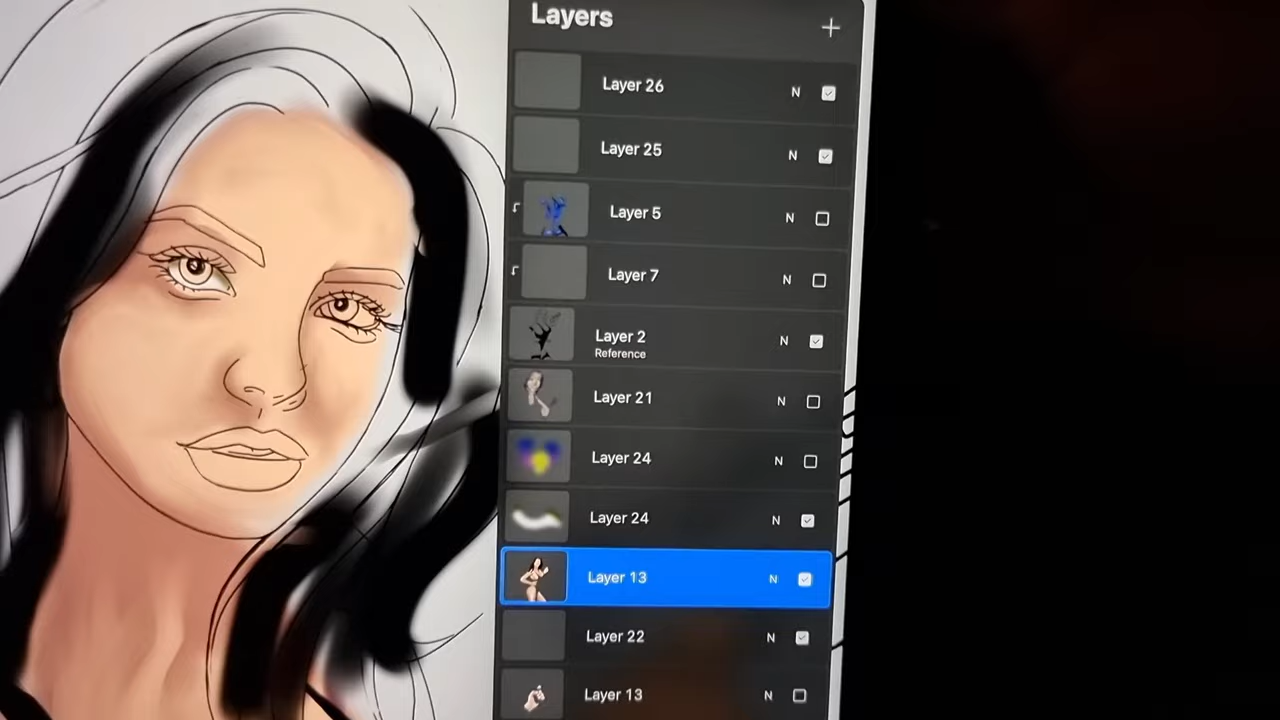 Layers
Layer 26 N
Layer 25 N
Layer 5 N
Layer 7 N
Layer 2 N
Reference
Layer 21 N
Layer 24 N
Layer 24 N
Layer 13 N
Layer 22 N
Layer 13 N